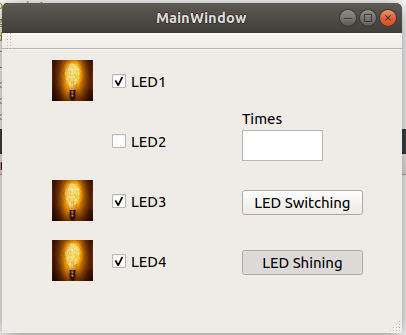 MainWindow
LED1
Times
LED2
LED3
LED Switching
LED4
LED Shining